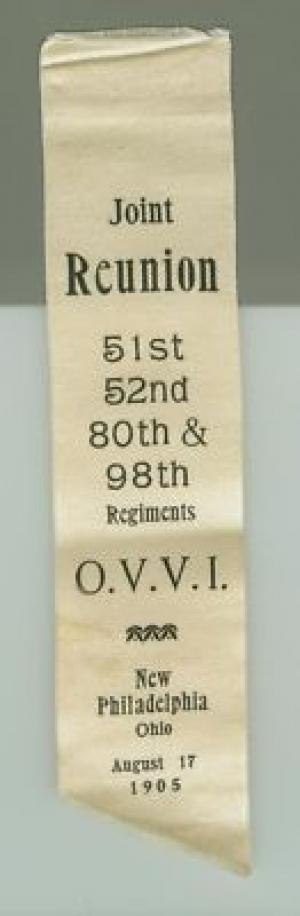 Joint
Reunion
51st
52nd
80th &
98th
Regiments
O.V.V.I.
New
Philadelphia
Ohio
August 17
1905